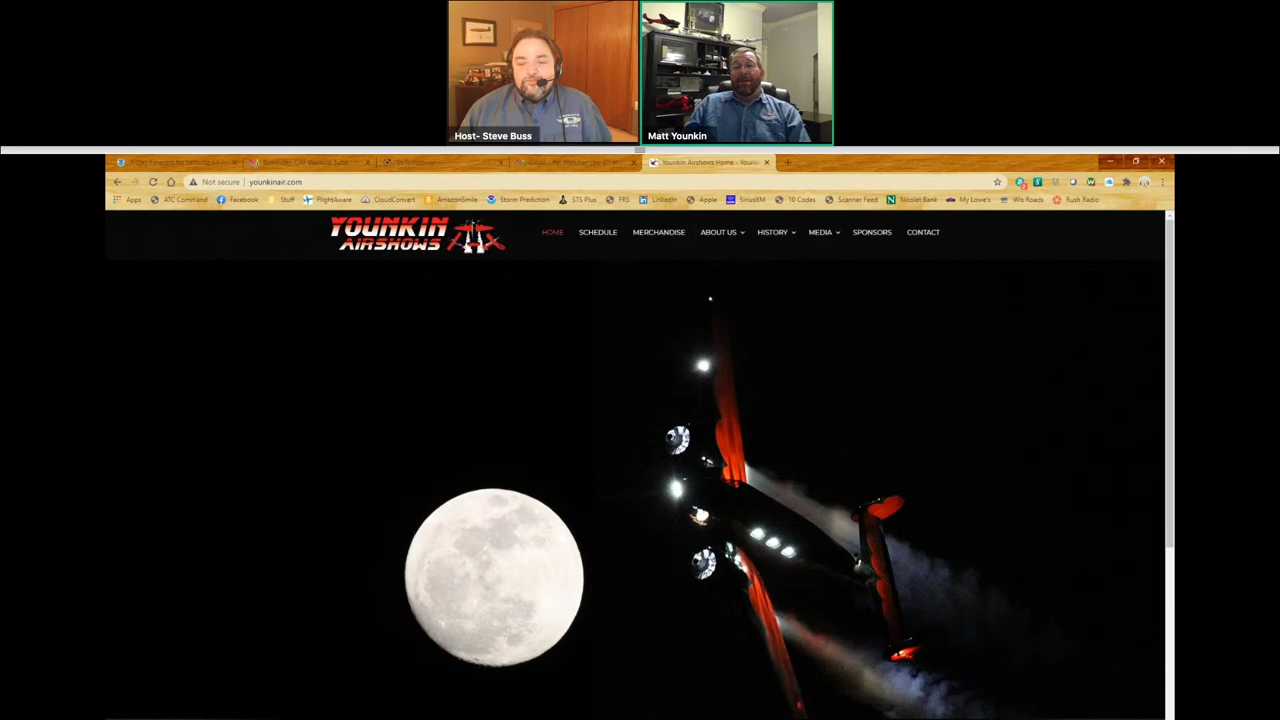 Host- Steve Buss
Matt Younkin
Younkin Airshows Home - Youn
Not secure younkinair.com
Apps ATC Command Facebook Stuff FlightAware CloudConvert AmazonSmile Storm Prediction STS Plus FRS LinkedIn Apple SiriusXM 10 Codes Scanner Feed Nicolet Bank My Lowe's Wis Roads Rush Radio
YOUNKIN
AIRSHOWS
HOME SCHEDULE MERCHANDISE ABOUT US HISTORY MEDIA SPONSORS CONTACT